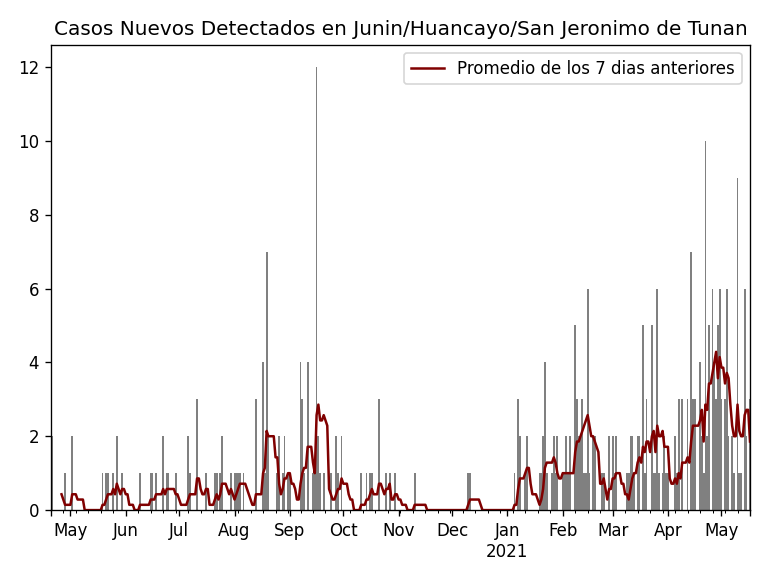 Casos Nuevos Detectados en Junin/Huancayo/San Jeronimo de Tunan
Promedio de los 7 dias anteriores
12
10
8
6
4
2
0
May Jun Jul Aug Sep Oct Nov Dec Jan Feb Mar Apr May
2021